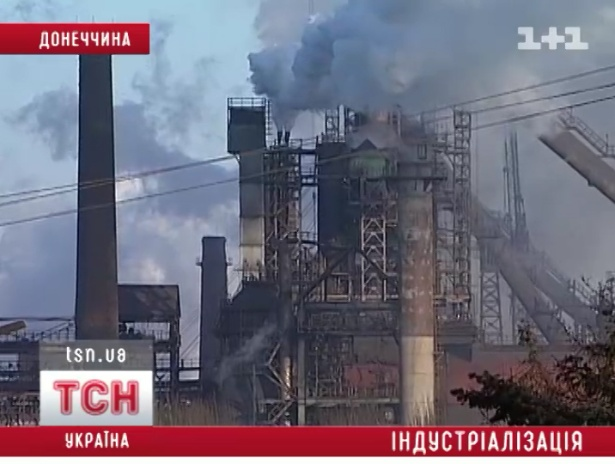 ДОНЕЧЧИНА
1+1
tsn.ua
ТСН
УКРАЇНА
ІНДУСТРІАЛІЗАЦІЯ